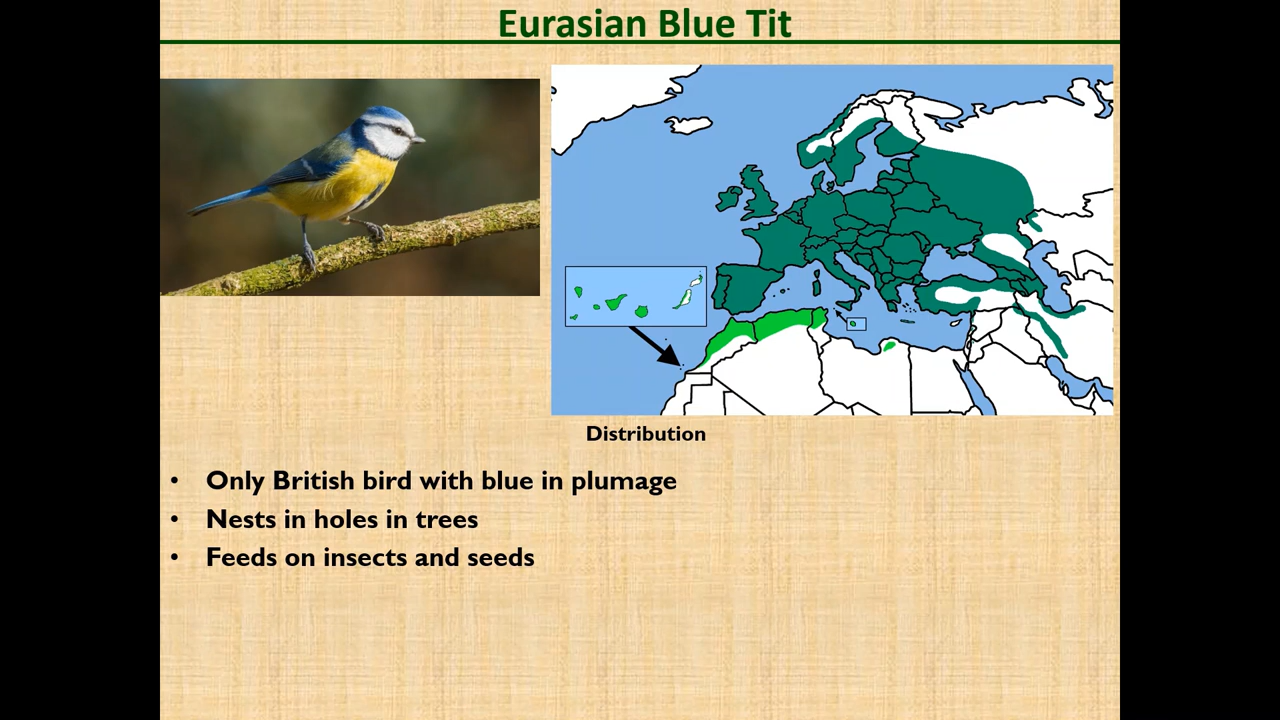 Eurasian Blue Tit
Distribution
• Only British bird with blue in plumage
• Nests in holes in trees
• Feeds on insects and seeds